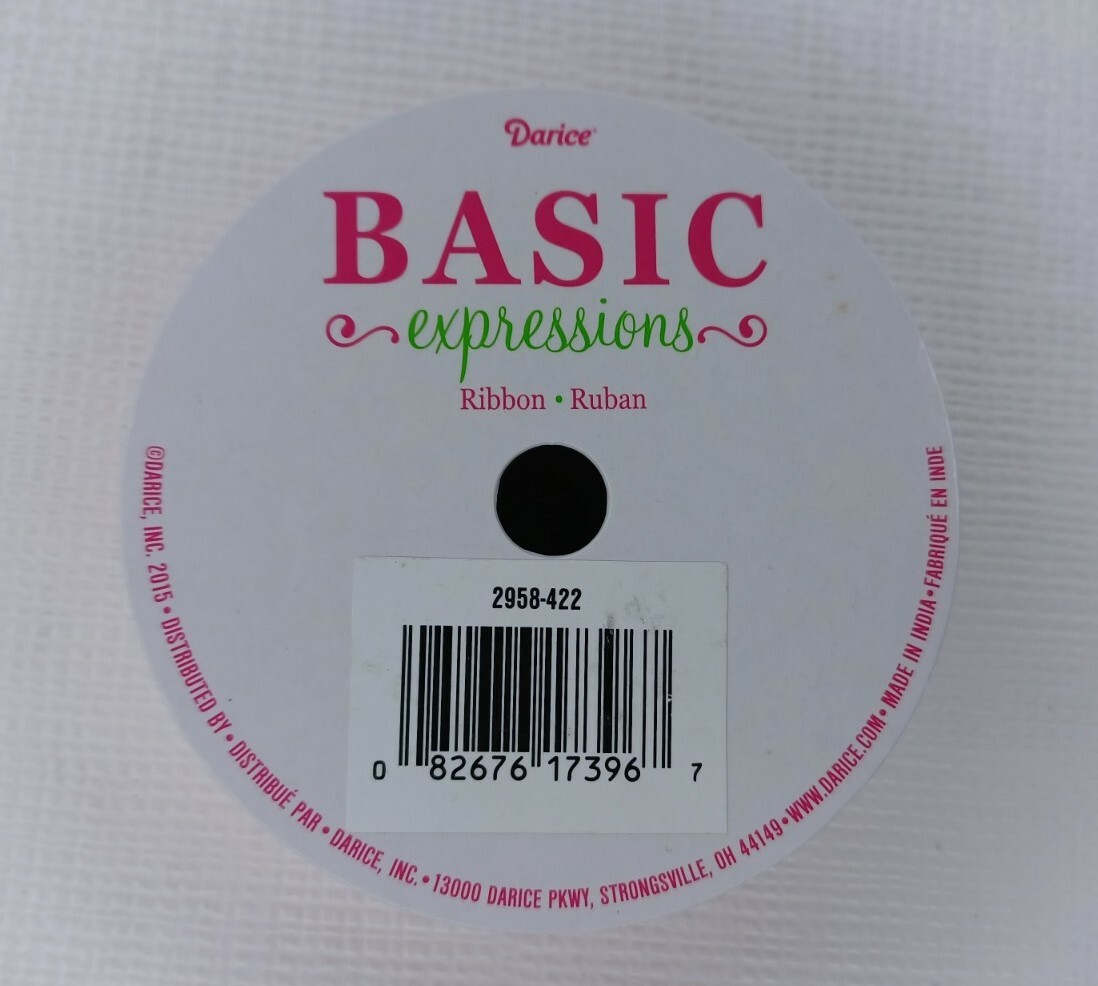 Darice
BASIC
expressions
Ribbon • Ruban
2958-422
0 82676 17396 7
©DARICE, INC. 2015 • DISTRIBUTED BY • DISTRIBUÉ PAR • DARICE, INC. • 13000 DARICE PKWY, STRONGSVILLE, OH 44149 • WWW.DARICE.COM • MADE IN INDIA • FABRIQUÉ EN INDE